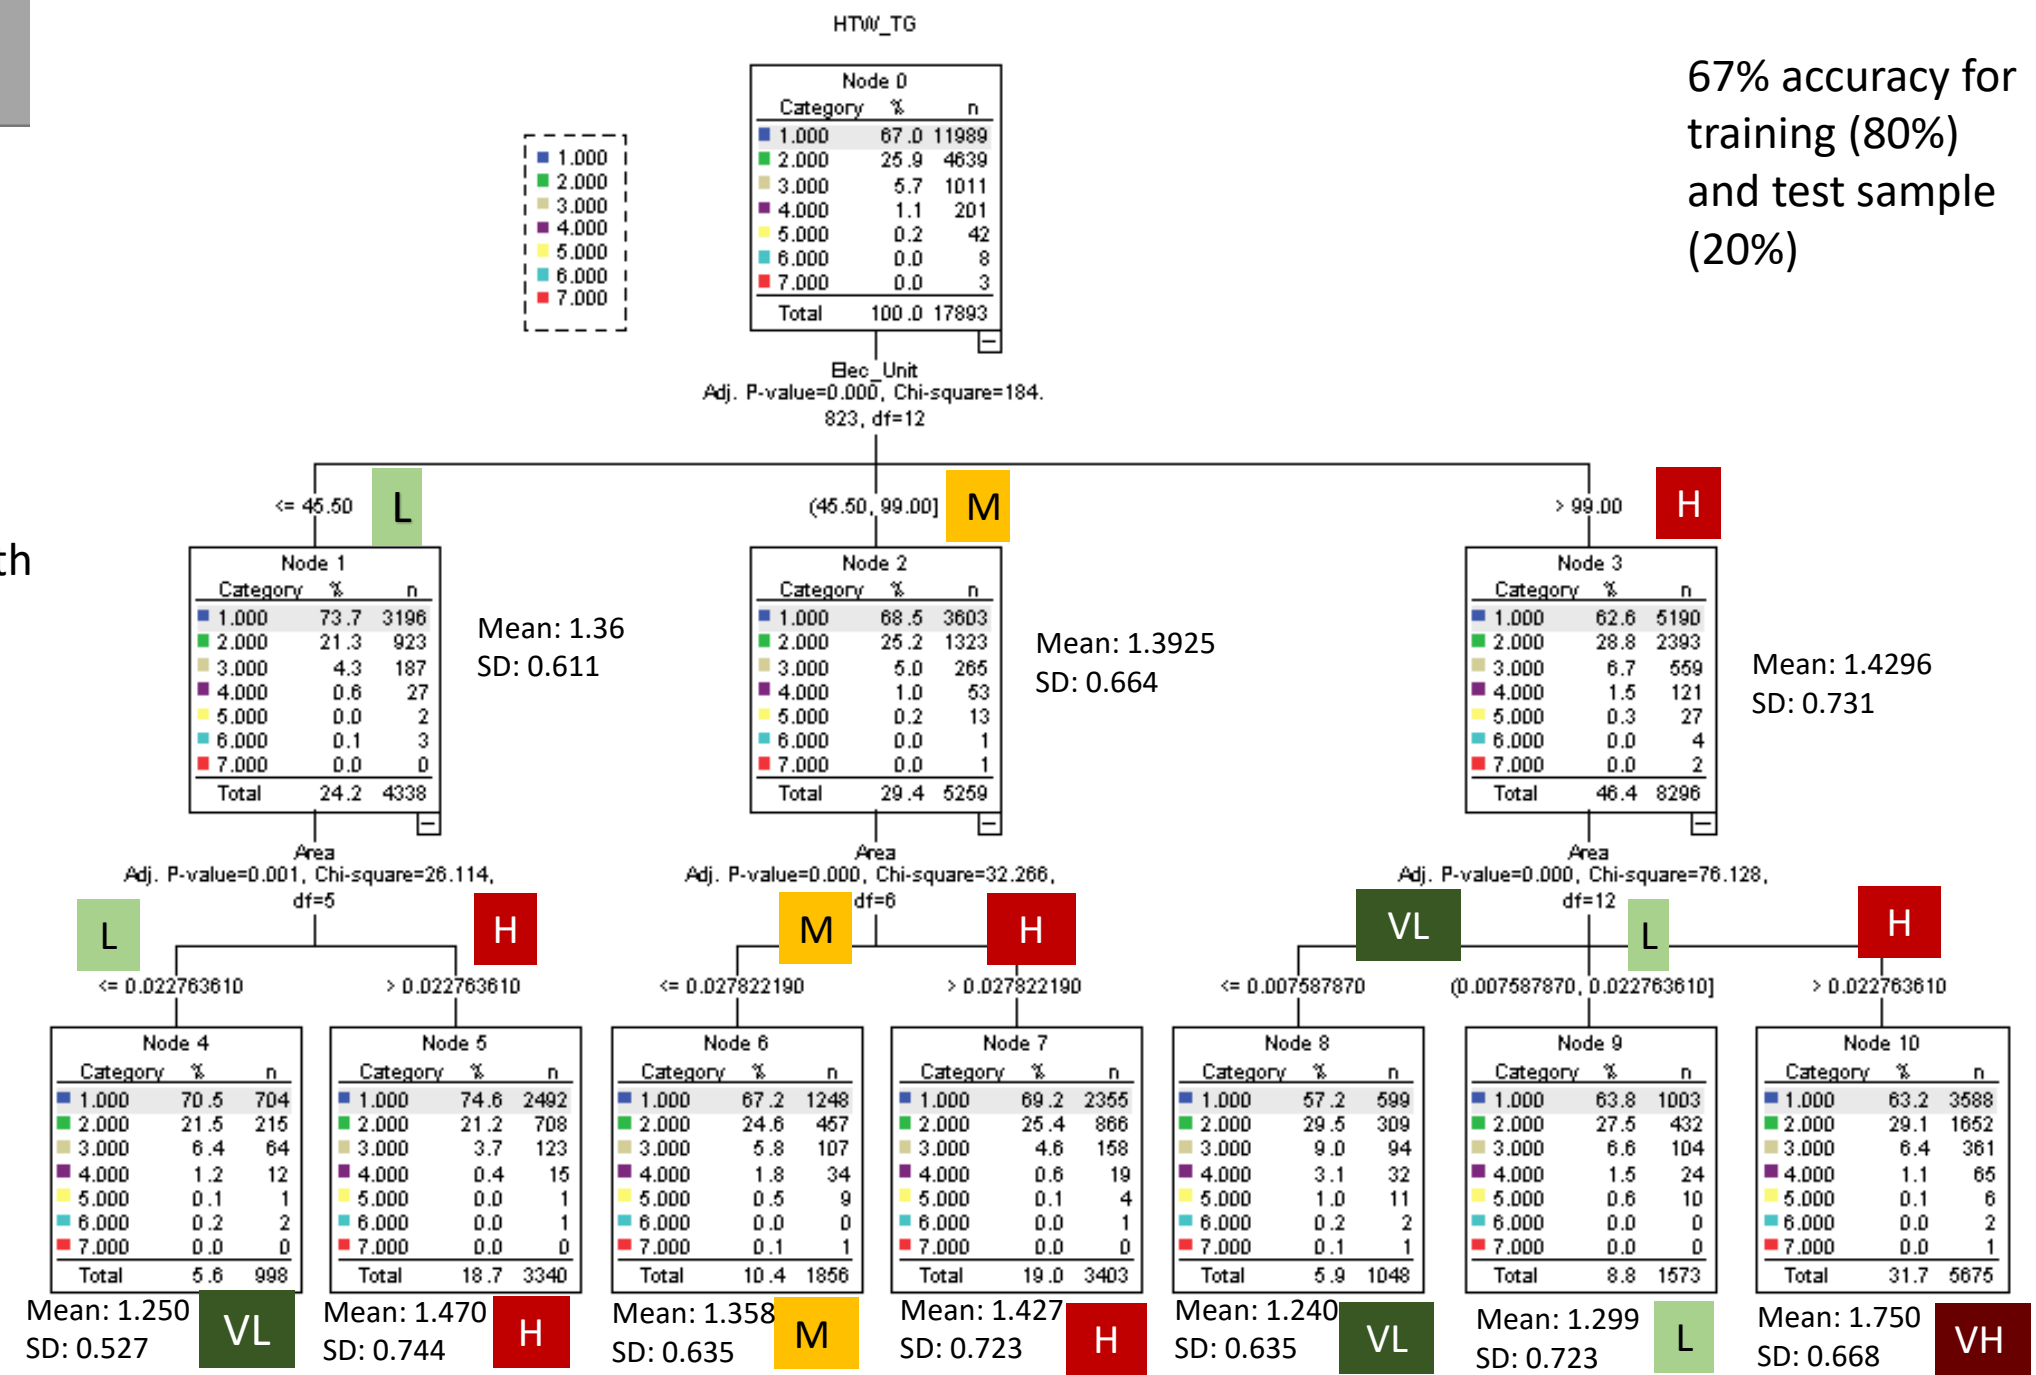 HTW_TG
67% accuracy for
training (80%)
and test sample
(20%)
1.000
2.000
3.000
4.000
5.000
6.000
7.000
Node 0
Category % n
1.000 67.0 11989
2.000 25.9 4639
3.000 5.7 1011
4.000 1.1 201
5.000 0.2 42
6.000 0.0 8
7.000 0.0 3
Total 100.0 17893
Elec_Unit
Adj. P-value=0.000, Chi-square=184.
823, df=12
<= 45.50
L
(45.50, 99.00]
M
> 99.00
H
th
Node 1
Category % n
1.000 73.7 3196
2.000 21.3 923
3.000 4.3 187
4.000 0.6 27
5.000 0.0 2
6.000 0.1 3
7.000 0.0 0
Total 24.2 4338
Mean: 1.36
SD: 0.611
Node 2
Category % n
1.000 68.5 3603
2.000 25.2 1323
3.000 5.0 265
4.000 1.0 53
5.000 0.2 13
6.000 0.0 1
7.000 0.0 1
Total 29.4 5259
Mean: 1.3925
SD: 0.664
Node 3
Category % n
1.000 62.6 5190
2.000 28.8 2393
3.000 6.7 559
4.000 1.5 121
5.000 0.3 27
6.000 0.0 4
7.000 0.0 2
Total 46.4 8296
Mean: 1.4296
SD: 0.731
Area
Adj. P-value=0.001, Chi-square=26.114,
df=5
Area
Adj. P-value=0.000, Chi-square=32.266,
df=6
Area
Adj. P-value=0.000, Chi-square=76.128,
df=12
L
H
M
H
VL
L
H
<= 0.022763610
> 0.022763610
<= 0.027822190
> 0.027822190
<= 0.007587870
(0.007587870, 0.022763610]
> 0.022763610
Node 4
Category % n
1.000 70.5 704
2.000 21.5 215
3.000 6.4 64
4.000 1.2 12
5.000 0.1 1
6.000 0.2 2
7.000 0.0 0
Total 5.6 998
Mean: 1.250
SD: 0.527
VL
Node 5
Category % n
1.000 74.6 2492
2.000 21.2 708
3.000 3.7 123
4.000 0.4 15
5.000 0.0 1
6.000 0.0 1
7.000 0.0 0
Total 18.7 3340
Mean: 1.470
SD: 0.744
H
Node 6
Category % n
1.000 67.2 1248
2.000 24.6 457
3.000 5.8 107
4.000 1.8 34
5.000 0.5 9
6.000 0.0 0
7.000 0.1 1
Total 10.4 1856
Mean: 1.358
SD: 0.635
M
Node 7
Category % n
1.000 69.2 2355
2.000 25.4 866
3.000 4.6 158
4.000 0.6 19
5.000 0.1 4
6.000 0.0 1
7.000 0.0 0
Total 19.0 3403
Mean: 1.427
SD: 0.723
H
Node 8
Category % n
1.000 57.2 599
2.000 29.5 309
3.000 9.0 94
4.000 3.1 32
5.000 1.0 11
6.000 0.2 2
7.000 0.1 1
Total 5.9 1048
Mean: 1.240
SD: 0.635
VL
Node 9
Category % n
1.000 63.8 1003
2.000 27.5 432
3.000 6.6 104
4.000 1.5 24
5.000 0.6 10
6.000 0.0 0
7.000 0.0 0
Total 8.8 1573
Mean: 1.299
SD: 0.723
L
Node 10
Category % n
1.000 63.2 3588
2.000 29.1 1652
3.000 6.4 361
4.000 1.1 65
5.000 0.1 6
6.000 0.0 2
7.000 0.0 1
Total 31.7 5675
Mean: 1.750
SD: 0.668
VH